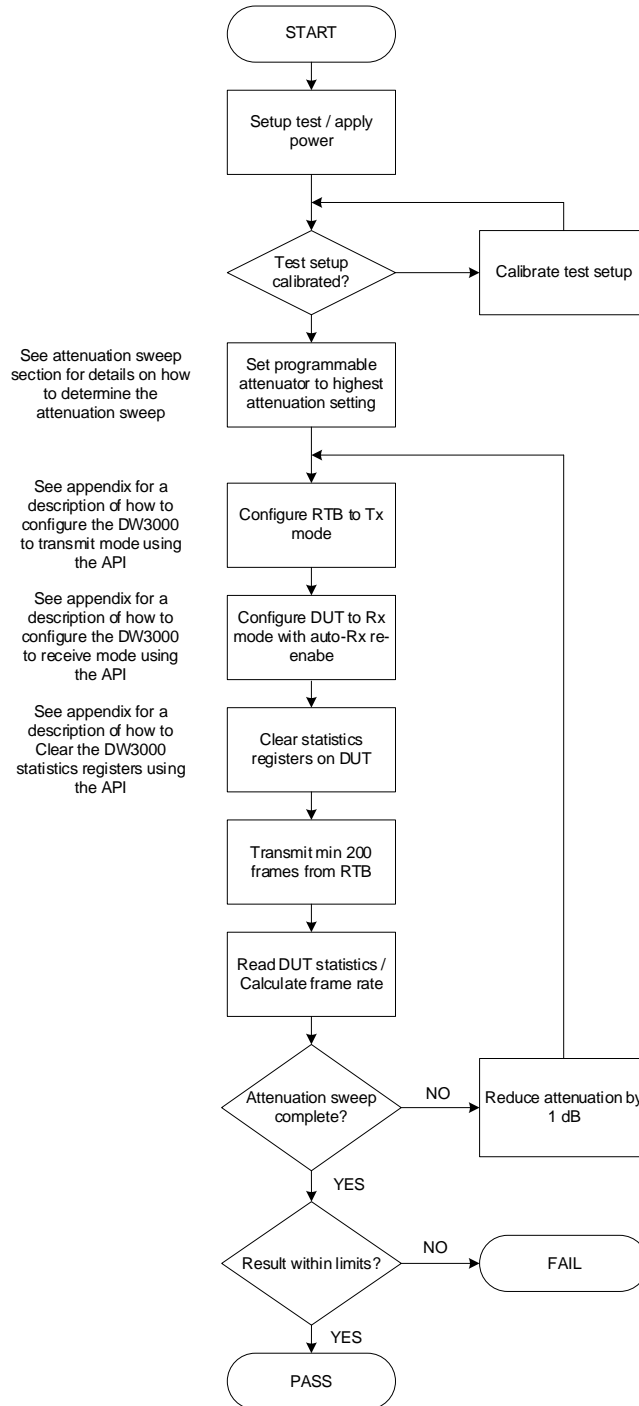 START
Setup test / apply
power
Test setup
calibrated?
Calibrate test setup
See attenuation sweep
section for details on how
to determine the
attenuation sweep
Set programmable
attenuator to highest
attenuation setting
See appendix for a
description of how to
configure the DW3000
to transmit mode using
the API
Configure RTB to Tx
mode
See appendix for a
description of how to
configure the DW3000
to receive mode using
the API
Configure DUT to Rx
mode with auto-Rx re-
enabe
See appendix for a
description of how to
Clear the DW3000
statistics registers using
the API
Clear statistics
registers on DUT
Transmit min 200
frames from RTB
Read DUT statistics /
Calculate frame rate
Attenuation sweep
complete?
NO
Reduce attenuation by
1 dB
YES
Result within limits?
NO
FAIL
YES
PASS